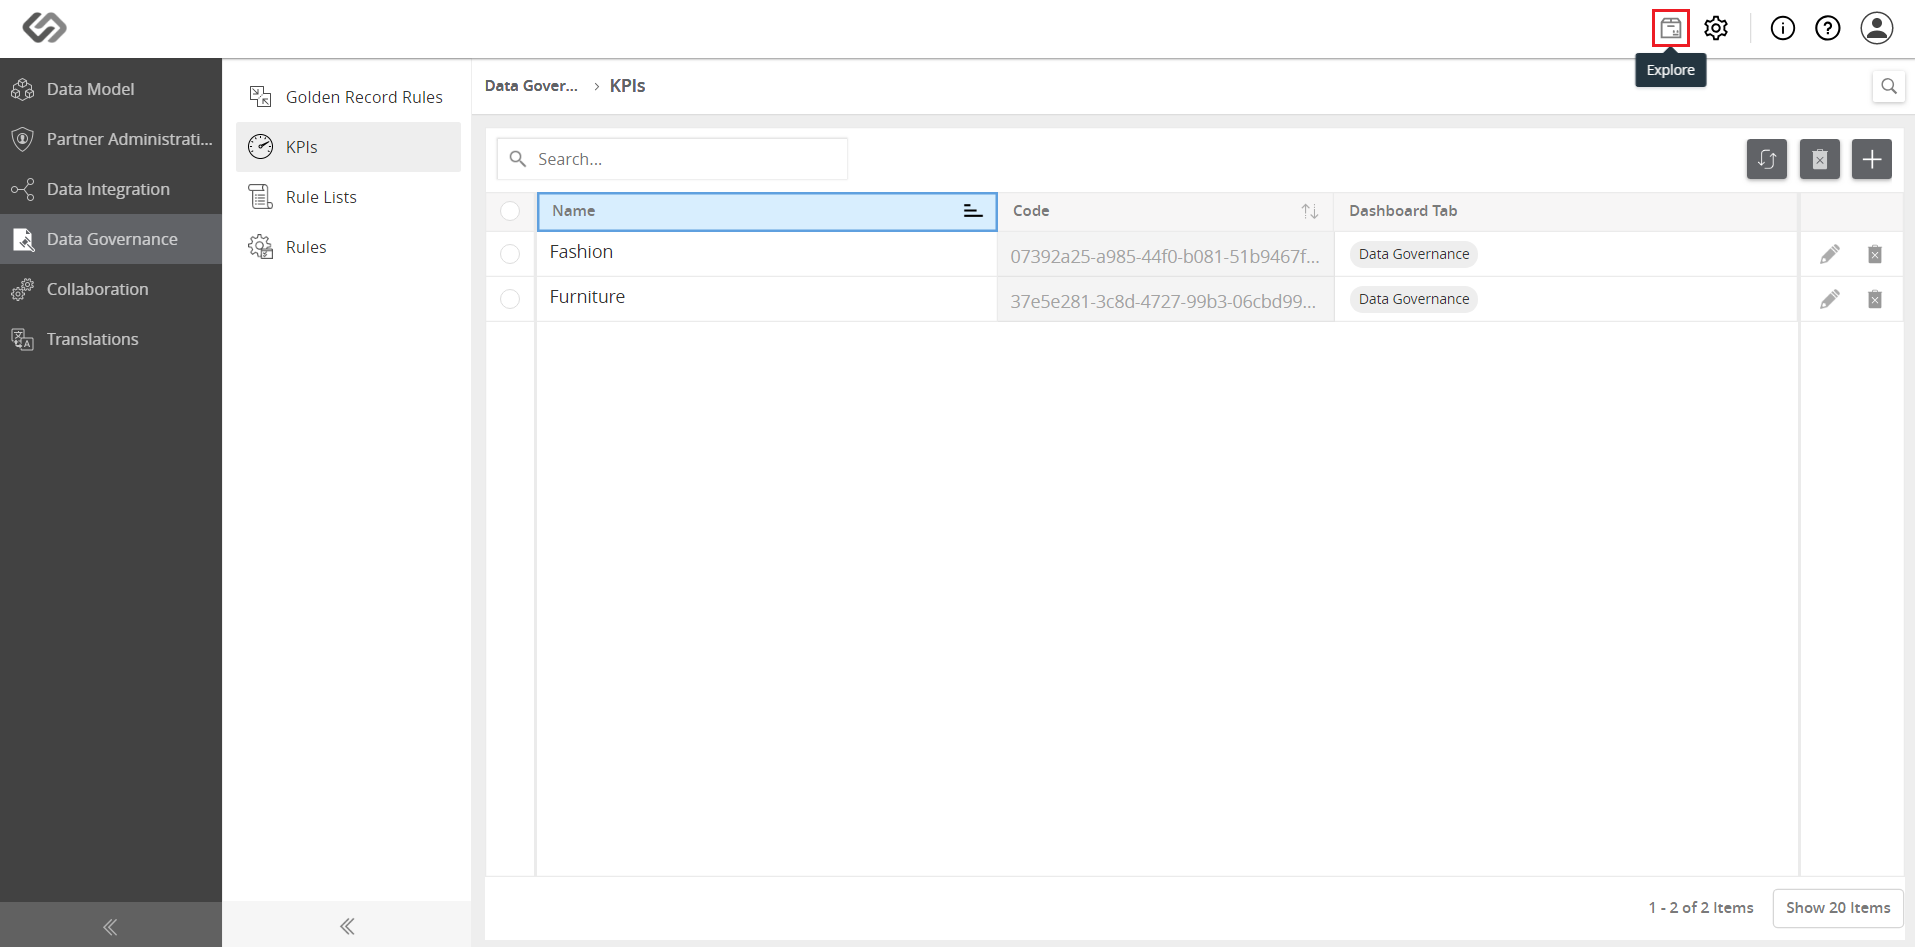 Explore
Data Model
Partner Administrati...
Data Integration
Data Governance
Collaboration
Translations
Golden Record Rules
KPIs
Rule Lists
Rules
Data Gover... › KPIs
Search...
Name Code Dashboard Tab
Fashion 07392a25-a985-44f0-b081-51b9467f... Data Governance
Furniture 37e5e281-3c8d-4727-99b3-06cbd99... Data Governance
1 - 2 of 2 Items Show 20 Items